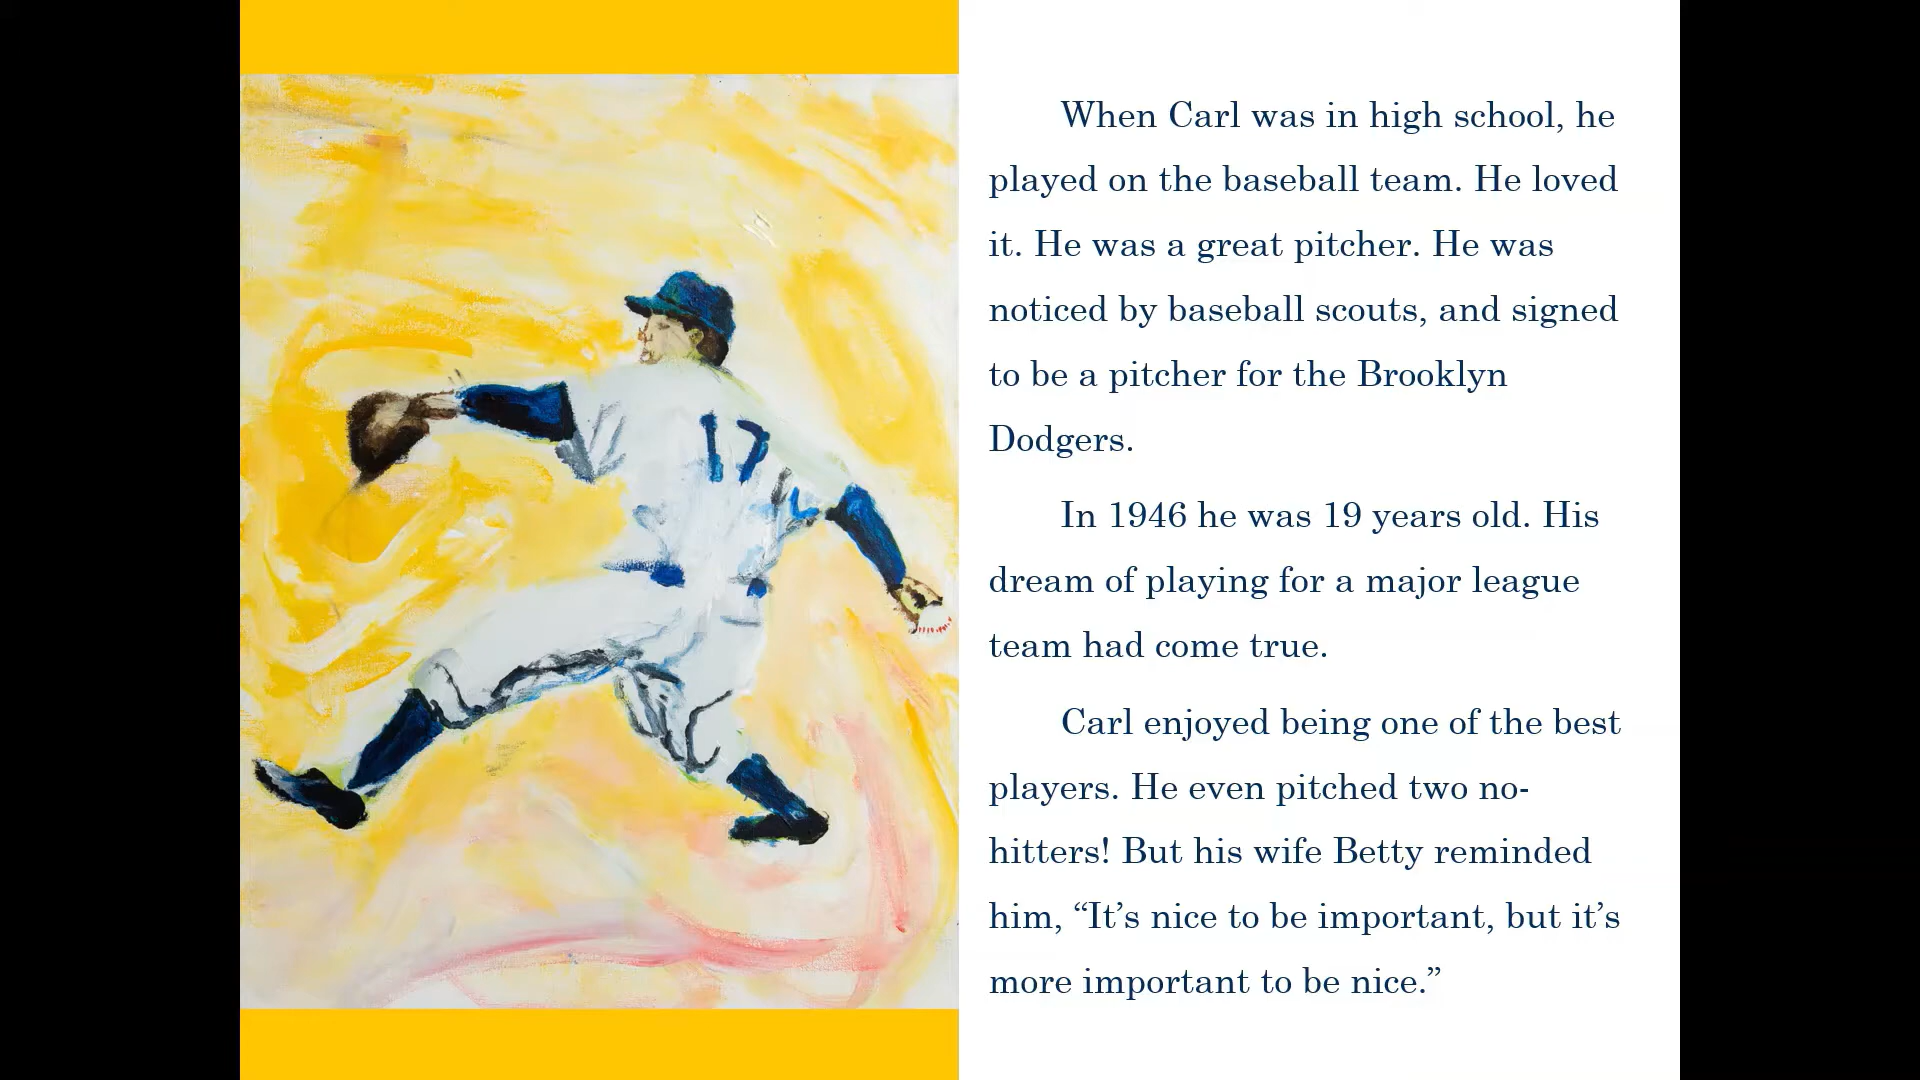 When Carl was in high school, he
played on the baseball team. He loved
it. He was a great pitcher. He was
noticed by baseball scouts, and signed
to be a pitcher for the Brooklyn
Dodgers.
In 1946 he was 19 years old. His
dream of playing for a major league
team had come true.
Carl enjoyed being one of the best
players. He even pitched two no-
hitters! But his wife Betty reminded
him, “It’s nice to be important, but it’s
more important to be nice.”
17